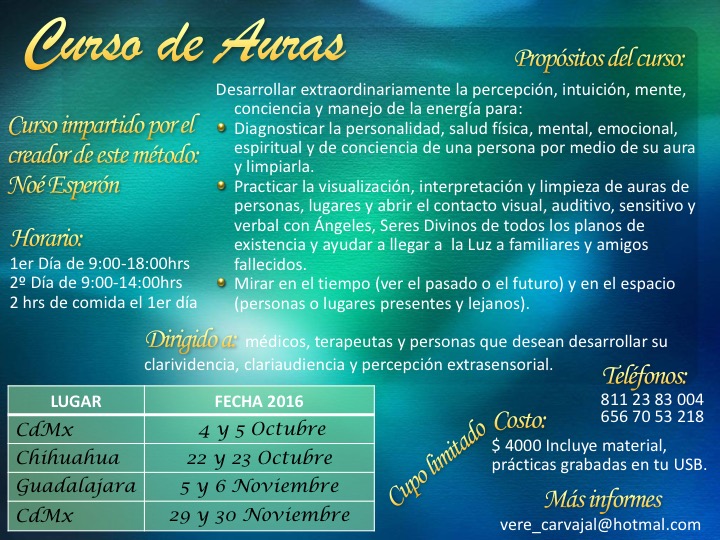 Curso de Auras
Propósitos del curso:
Desarrollar extraordinariamente la percepción, intuición, mente,
conciencia y manejo de la energía para:
Diagnosticar la personalidad, salud física, mental, emocional,
espiritual y de conciencia de una persona por medio de su aura
y limpiarla.
Practicar la visualización, interpretación y limpieza de auras de
personas, lugares y abrir el contacto visual, auditivo, sensitivo y
verbal con Ángeles, Seres Divinos de todos los planos de
existencia y ayudar a llegar a la Luz a familiares y amigos
fallecidos.
Mirar en el tiempo (ver el pasado o el futuro) y en el espacio
(personas o lugares presentes y lejanos).
Curso impartido por el
creador de este método:
Noé Esperón
Horario:
1er Día de 9:00-18:00hrs
2º Día de 9:00-14:00hrs
2 hrs de comida el 1er día
Dirigido a: médicos, terapeutas y personas que desean desarrollar su
clarividencia, clariaudiencia y percepción extrasensorial.
LUGAR FECHA 2016
CdMx 4 y 5 Octubre
Chihuahua 22 y 23 Octubre
Guadalajara 5 y 6 Noviembre
CdMx 29 y 30 Noviembre
Cupo limitado
Teléfonos:
811 23 83 004
656 70 53 218
Costo:
$ 4000 Incluye material,
prácticas grabadas en tu USB.
Más informes
vere_carvajal@hotmal.com